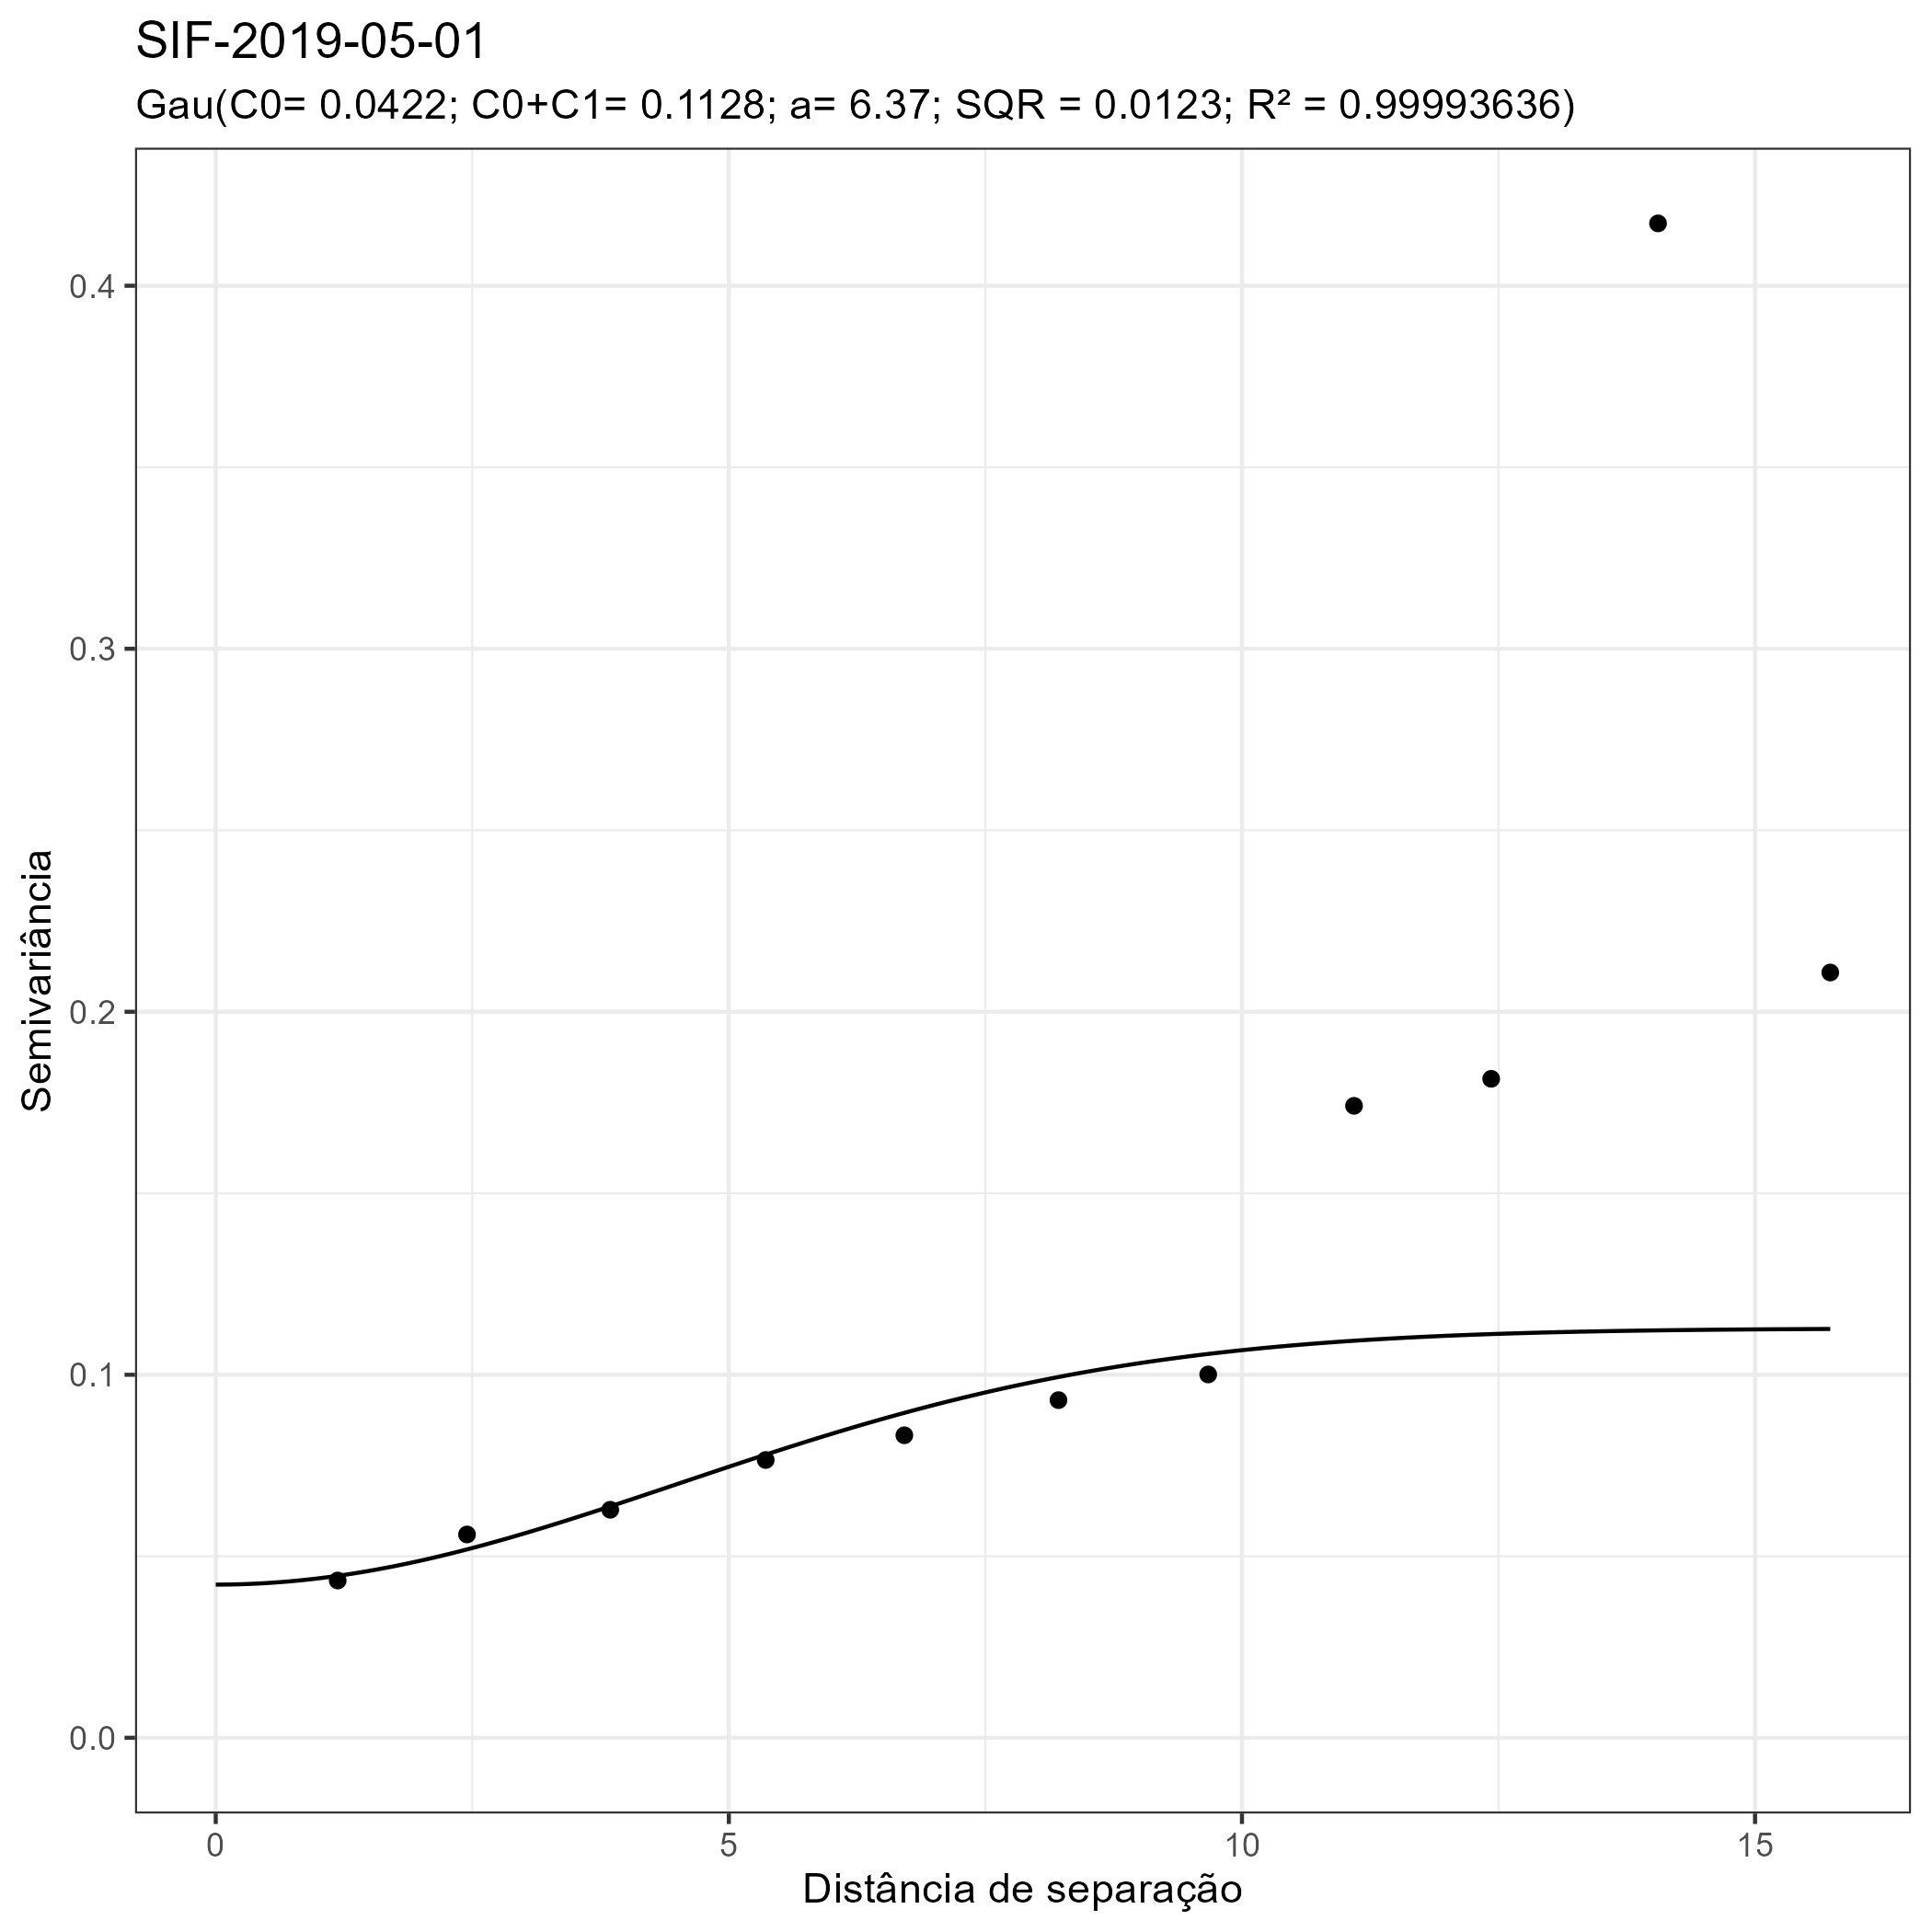 SIF-2019-05-01
Gau(C0= 0.0422; C0+C1= 0.1128; a= 6.37; SQR = 0.0123; R² = 0.99993636)
Semivariância
0.4
0.3
0.2
0.1
0.0
0 5 10 15
Distância de separação